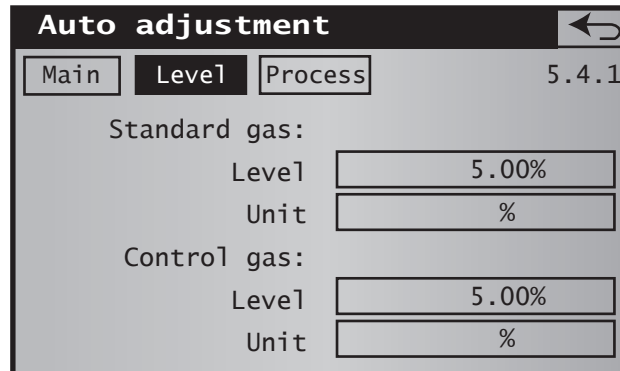 Auto adjustment
Main Level Process 5.4.1
Standard gas:
Level 5.00%
Unit %
Control gas:
Level 5.00%
Unit %